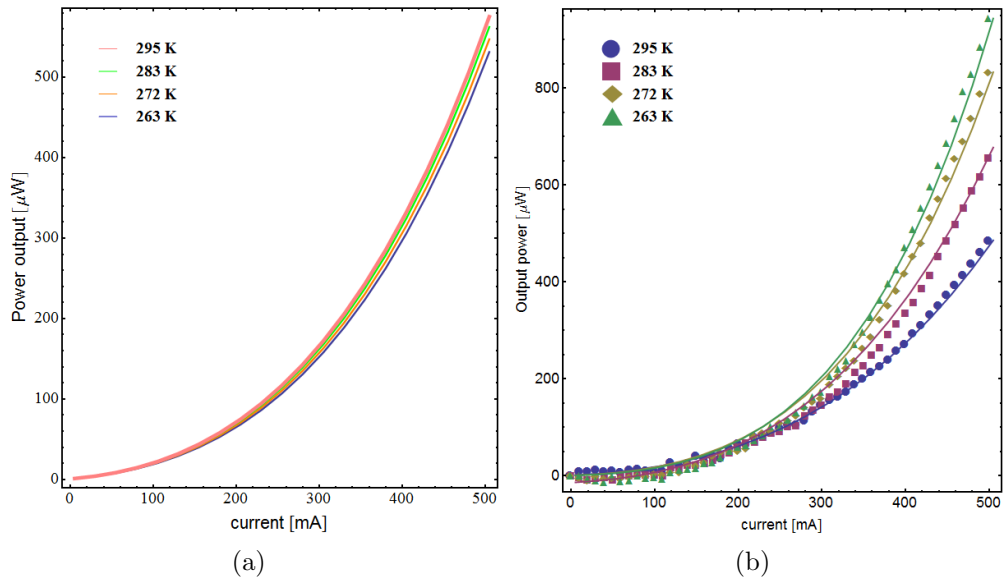 500
400
300
200
100
0
Power output [μW]
295 K
283 K
272 K
263 K
0 100 200 300 400 500
current [mA]
(a)
800
600
400
200
0
Output power [μW]
295 K
283 K
272 K
263 K
0 100 200 300 400 500
current [mA]
(b)